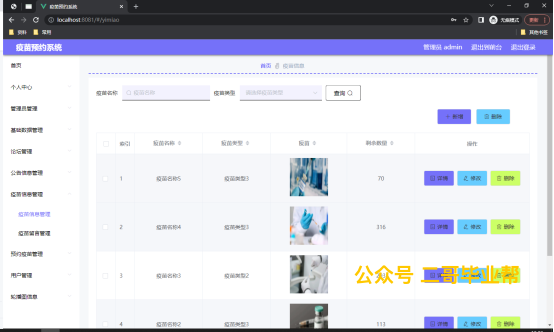 疫苗预约系统
localhost:8081/#/yimiao
无痕模式
更新
资料 常用
其他书签
疫苗预约系统
管理员 admin 退出到前台 退出登录
首页
个人中心
管理员管理
基础数据管理
论坛管理
公告信息管理
疫苗信息管理
疫苗信息管理
疫苗留言管理
预约疫苗管理
用户管理
轮播图信息
首页 疫苗信息
疫苗名称 疫苗名称 疫苗类型 请选择疫苗类型 查询
+ 新增 删除
索引 疫苗名称 疫苗类型 疫苗 剩余数量 操作
1 疫苗名称5 疫苗类型3 70 详情 修改 删除
2 疫苗名称4 疫苗类型3 316 详情 修改 删除
3 疫苗名称3 疫苗类型2
4 疫苗名称2 疫苗类型3 113 详情 修改 删除
公众号 二哥毕业帮